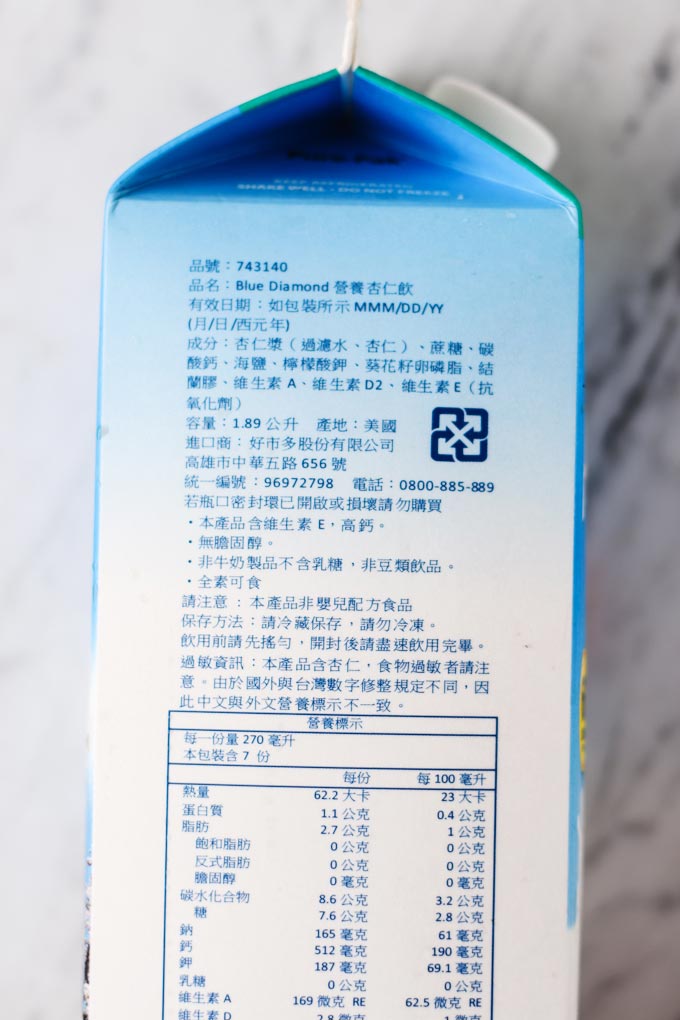 Pure-Pak
KEEP REFRIGERATED
SHAKE WELL - DO NOT FREEZE
品號：743140
品名：Blue Diamond 營養杏仁飲
有效日期：如包裝所示 MMM/DD/YY
(月/日/西元年)
成分：杏仁漿（過濾水、杏仁）、蔗糖、碳
酸鈣、海鹽、檸檬酸鉀、葵花籽卵磷脂、結
蘭膠、維生素 A、維生素 D2、維生素 E（抗
氧化劑）
容量：1.89 公升 產地：美國
進口商：好市多股份有限公司
高雄市中華五路 656 號
統一編號：96972798 電話：0800-885-889
若瓶口密封環已開啟或損壞請勿購買
・本產品含維生素 E，高鈣。
・無膽固醇。
・非牛奶製品不含乳糖，非豆類飲品。
・全素可食
請注意：本產品非嬰兒配方食品
保存方法：請冷藏保存，請勿冷凍。
飲用前請先搖勻，開封後請盡速飲用完畢。
過敏資訊：本產品含杏仁，食物過敏者請注
意。由於國外與台灣數字修整規定不同，因
此中文與外文營養標示不一致。
營養標示
每一份量 270 毫升
本包裝含 7 份
每份 每 100 毫升
熱量 62.2 大卡 23 大卡
蛋白質 1.1 公克 0.4 公克
脂肪 2.7 公克 1 公克
飽和脂肪 0 公克 0 公克
反式脂肪 0 公克 0 公克
膽固醇 0 毫克 0 毫克
碳水化合物 8.6 公克 3.2 公克
糖 7.6 公克 2.8 公克
鈉 165 毫克 61 毫克
鈣 512 毫克 190 毫克
鉀 187 毫克 69.1 毫克
乳糖 0 公克 0 公克
維生素 A 169 微克 RE 62.5 微克 RE
維生素 D 2.8 微克 1 微克